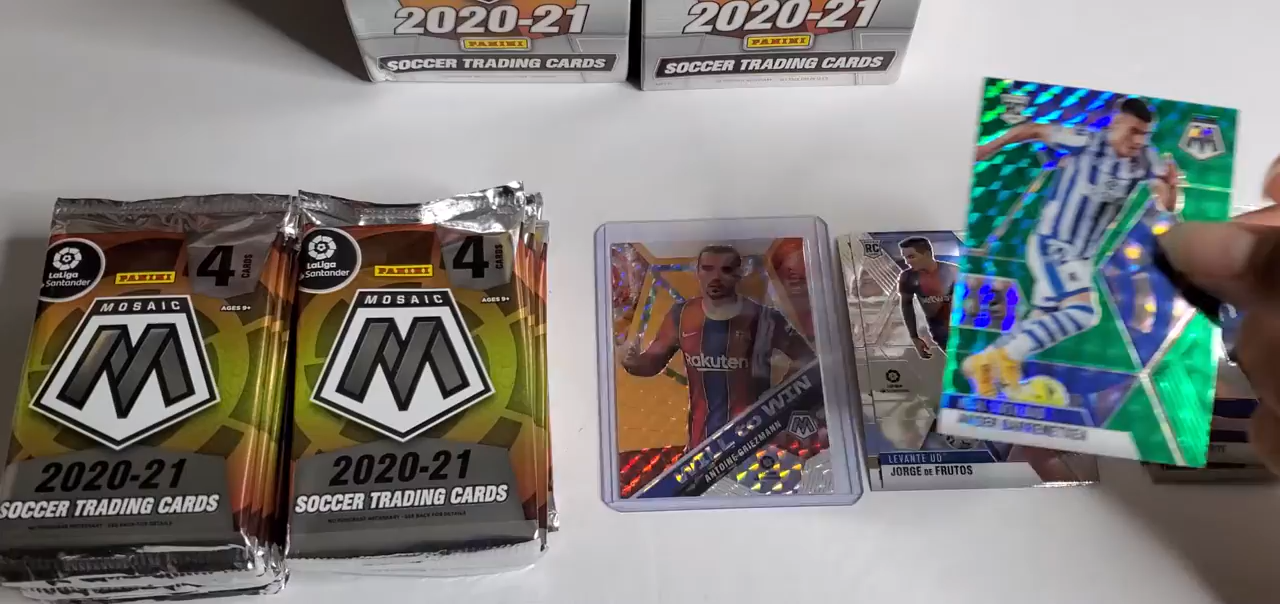 2020-21
PANINI
SOCCER TRADING CARDS
2020-21
PANINI
SOCCER TRADING CARDS
LaLiga
Santander
PANINI
4
CARDS
AGES 9+
MOSAIC
M
2020-21
SOCCER TRADING CARDS
LaLiga
Santander
PANINI
4
CARDS
AGES 9+
MOSAIC
M
2020-21
SOCCER TRADING CARDS
Rakuten
WILL to WIN
ANTOINE GRIEZMANN
RC
LEVANTE UD
JORGE DE FRUTOS